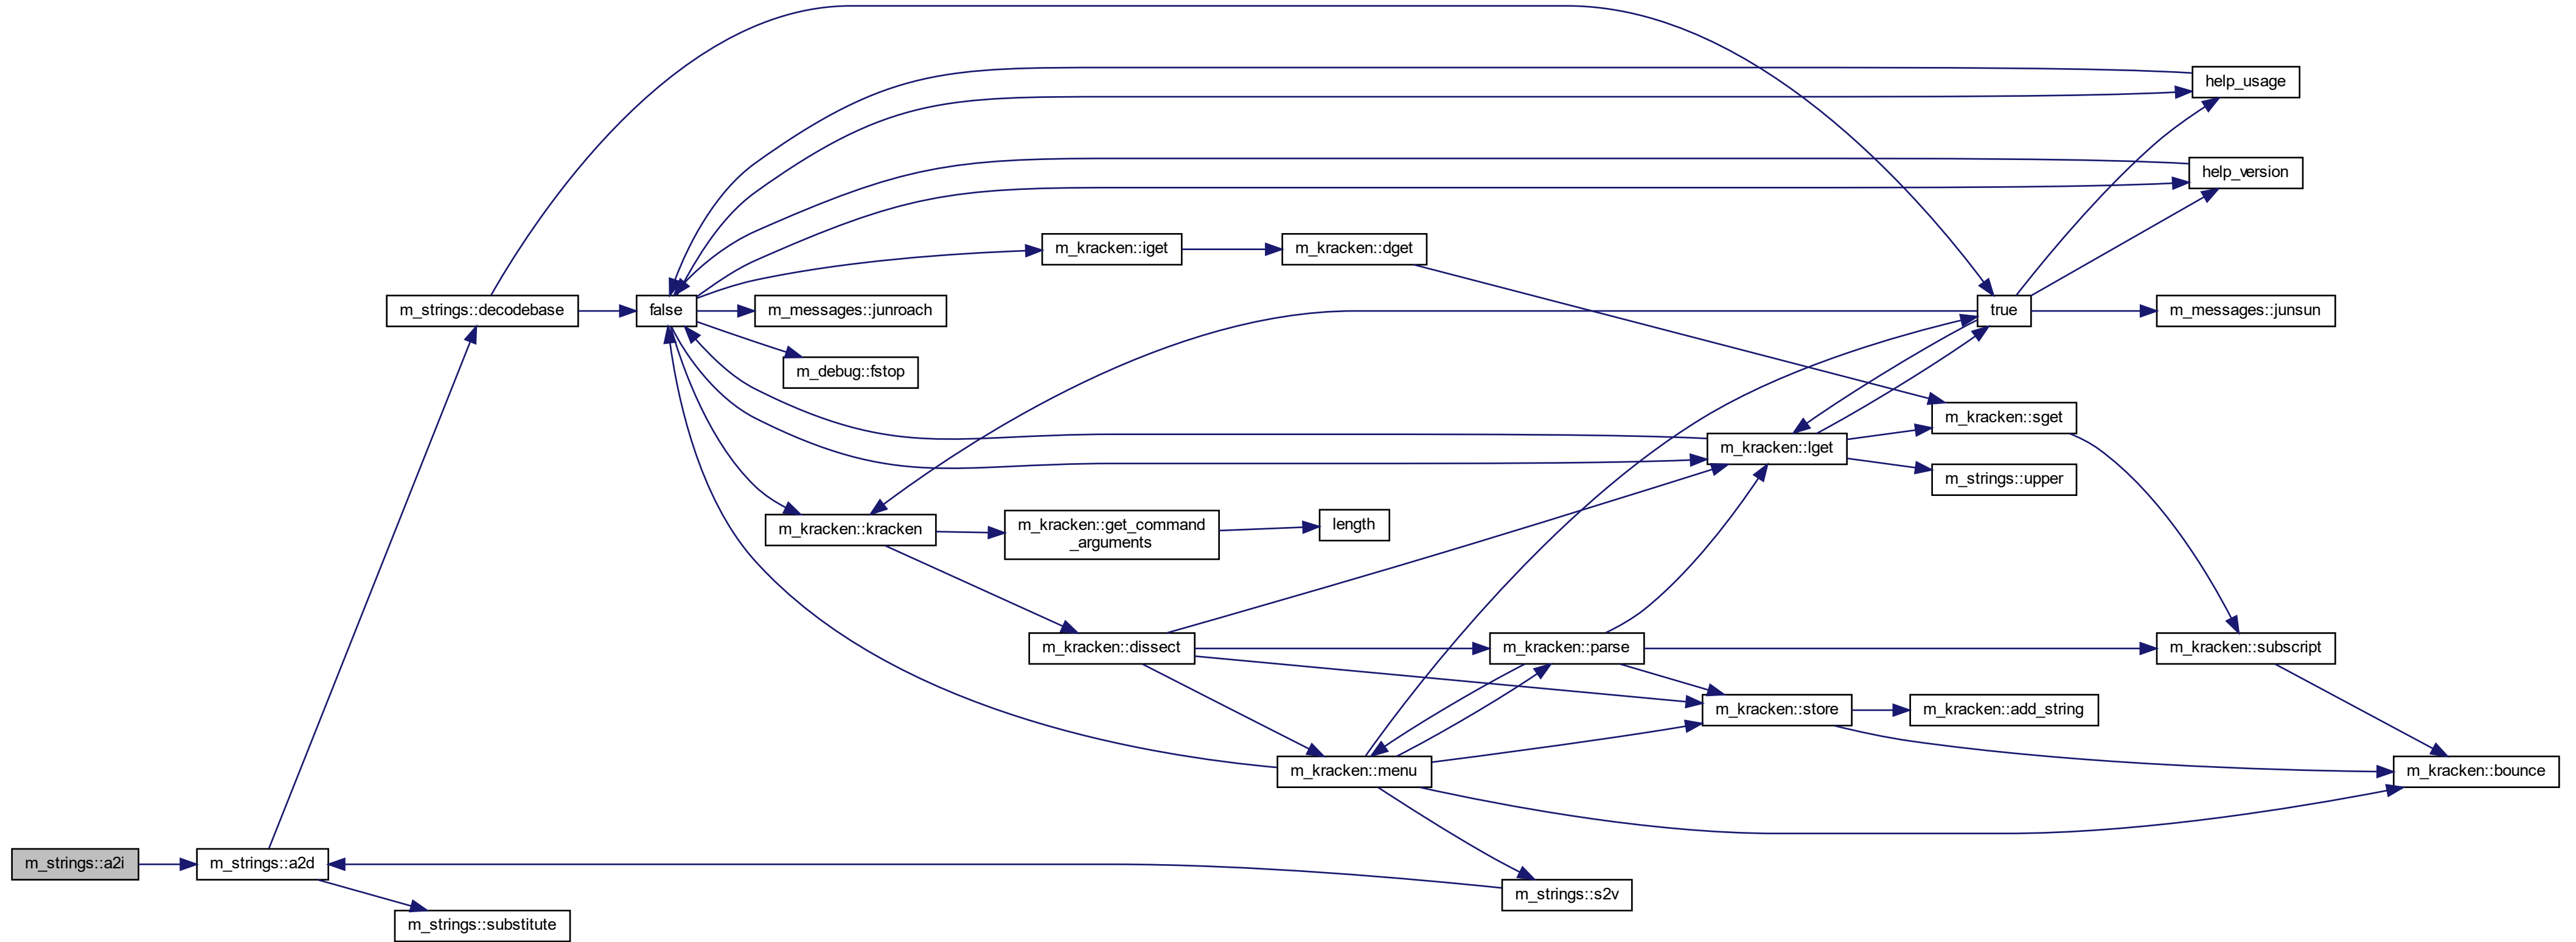 help_usage
help_version
m_kracken::iget
m_kracken::dget
m_strings::decodebase
false
m_messages::junroach
true
m_messages::junsun
m_debug::fstop
m_kracken::sget
m_kracken::lget
m_strings::upper
m_kracken::kracken
m_kracken::get_command
_arguments
length
m_kracken::dissect
m_kracken::parse
m_kracken::subscript
m_kracken::store
m_kracken::add_string
m_kracken::menu
m_kracken::bounce
m_strings::a2i
m_strings::a2d
m_strings::s2v
m_strings::substitute